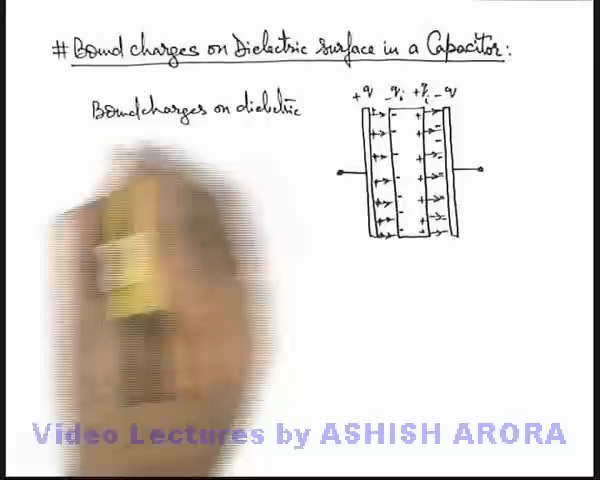 # Bound charges on Dielectric surface in a Capacitor:
+q -qi +qi -q
Bound charges on dielectric
Video Lectures by ASHISH ARORA